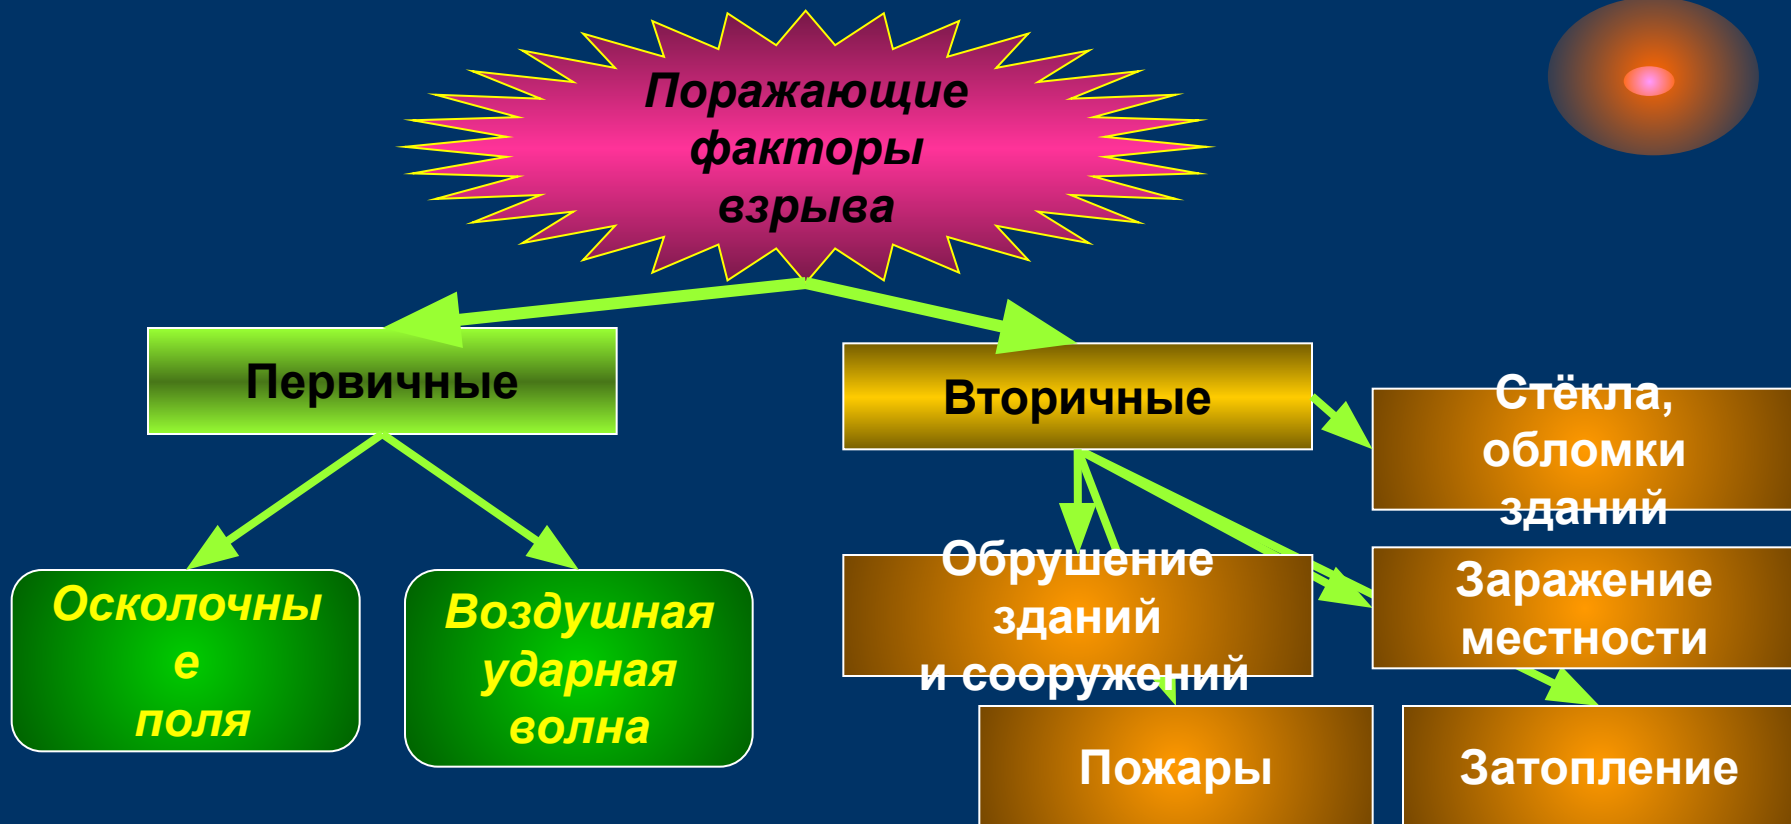 Поражающие
факторы
взрыва
Первичные
Вторичные
Стёкла,
обломки
зданий
Осколочны
е
поля
Воздушная
ударная
волна
Обрушение
зданий
и сооружений
Заражение
местности
Пожары
Затопление